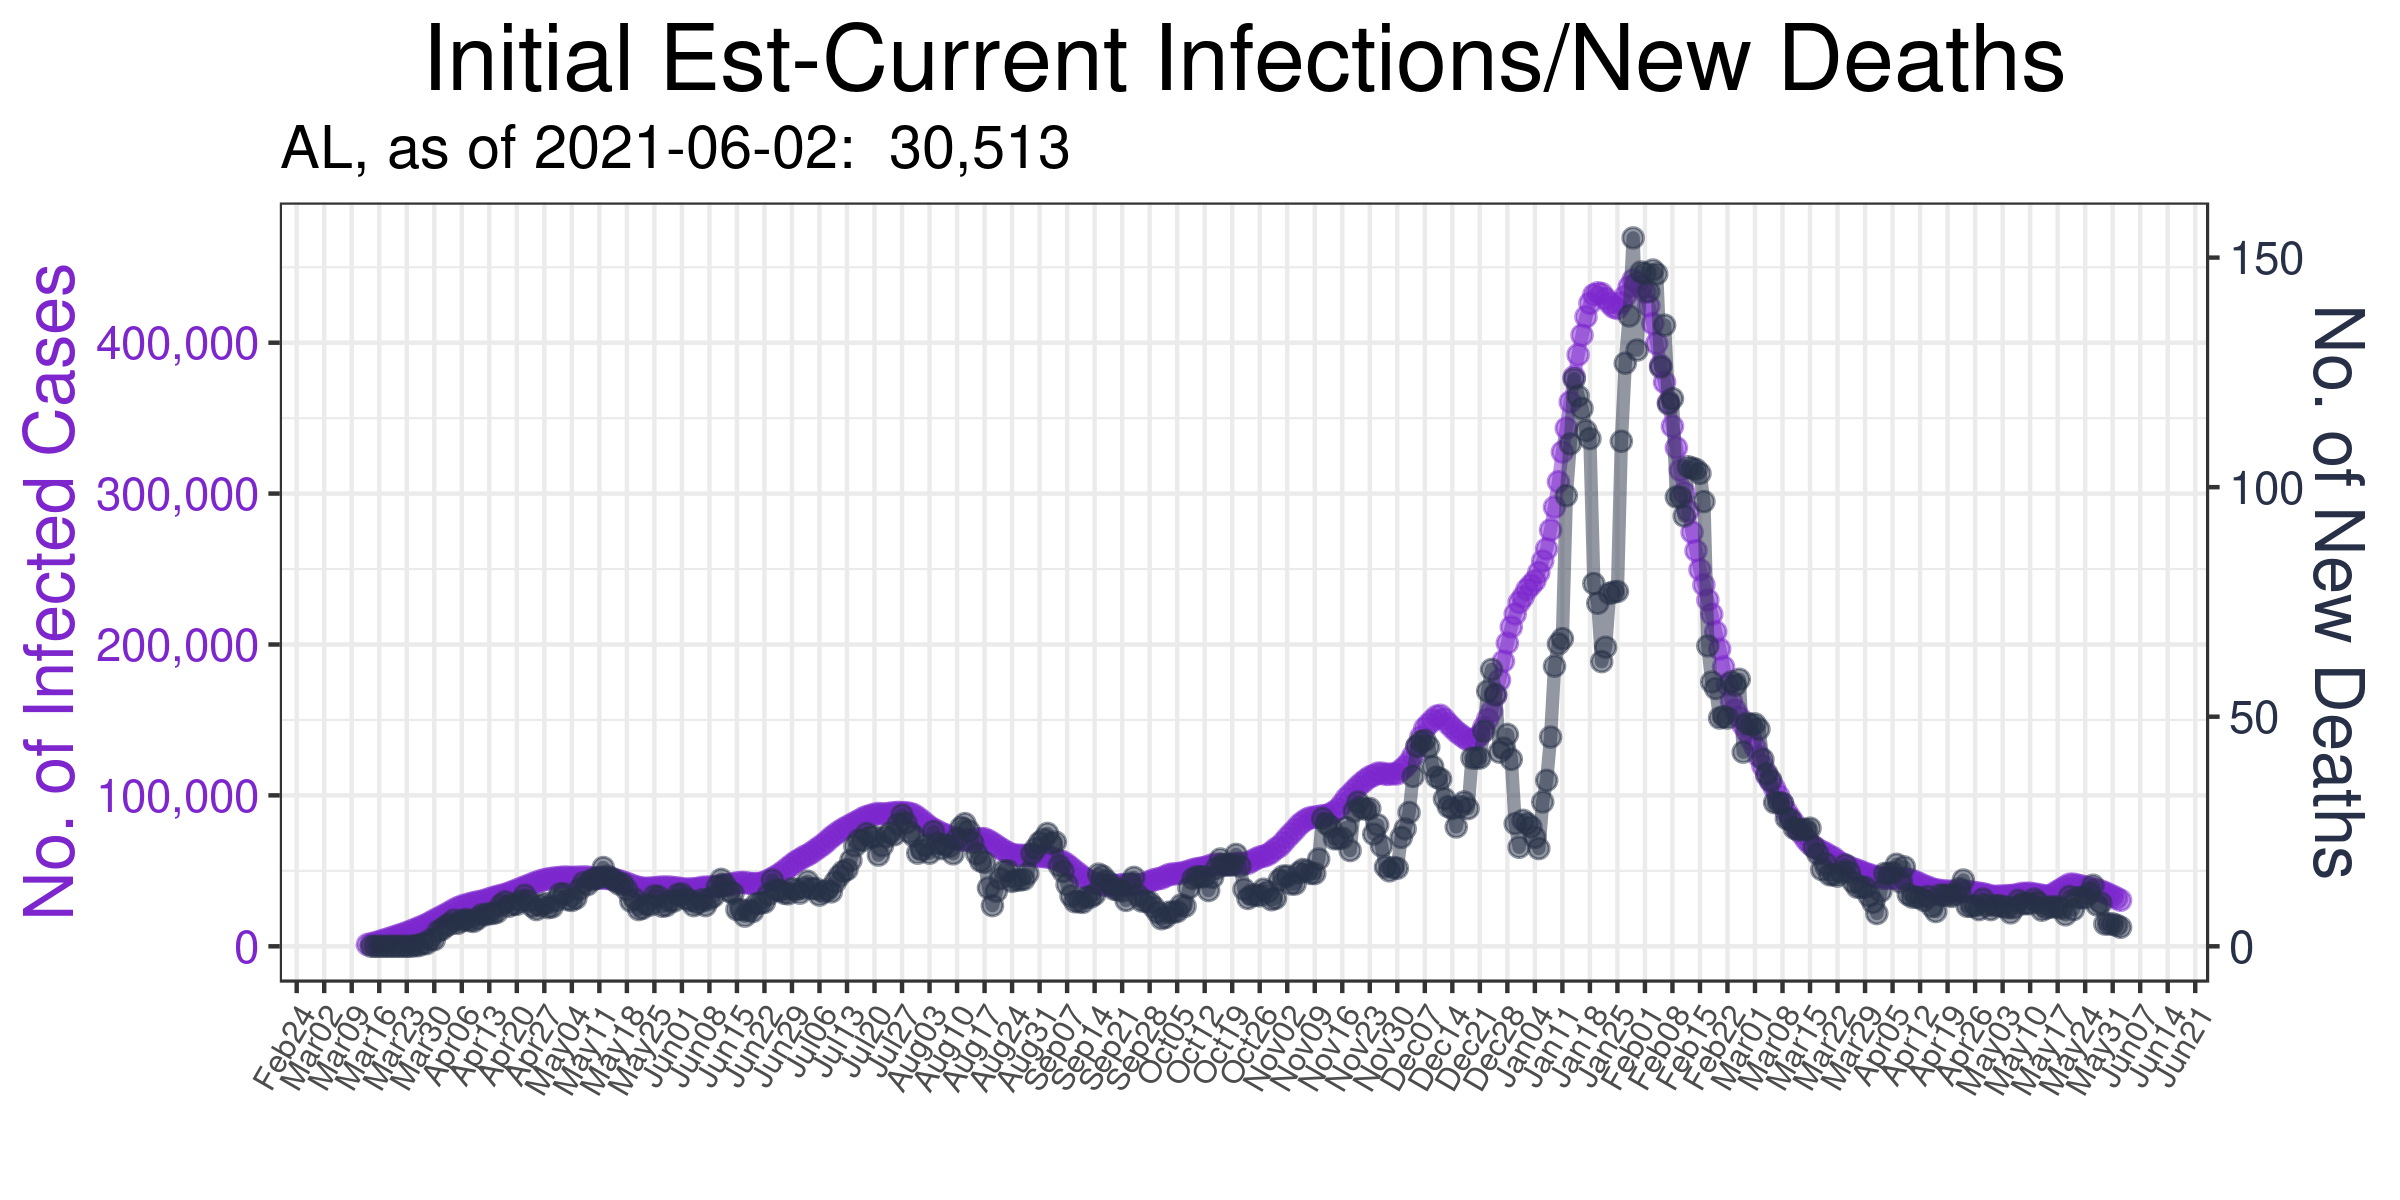 Initial Est-Current Infections/New Deaths
AL, as of 2021-06-02:  30,513
No. of Infected Cases
400,000
300,000
200,000
100,000
0
150
100
50
0
No. of New Deaths
Feb24
Mar02
Mar09
Mar16
Mar23
Mar30
Apr06
Apr13
Apr20
Apr27
May04
May11
May18
May25
Jun01
Jun08
Jun15
Jun22
Jun29
Jul06
Jul13
Jul20
Jul27
Aug03
Aug10
Aug17
Aug24
Aug31
Sep07
Sep14
Sep21
Sep28
Oct05
Oct12
Oct19
Oct26
Nov02
Nov09
Nov16
Nov23
Nov30
Dec07
Dec14
Dec21
Dec28
Jan04
Jan11
Jan18
Jan25
Feb01
Feb08
Feb15
Feb22
Mar01
Mar08
Mar15
Mar22
Mar29
Apr05
Apr12
Apr19
Apr26
May03
May10
May17
May24
May31
Jun07
Jun14
Jun21